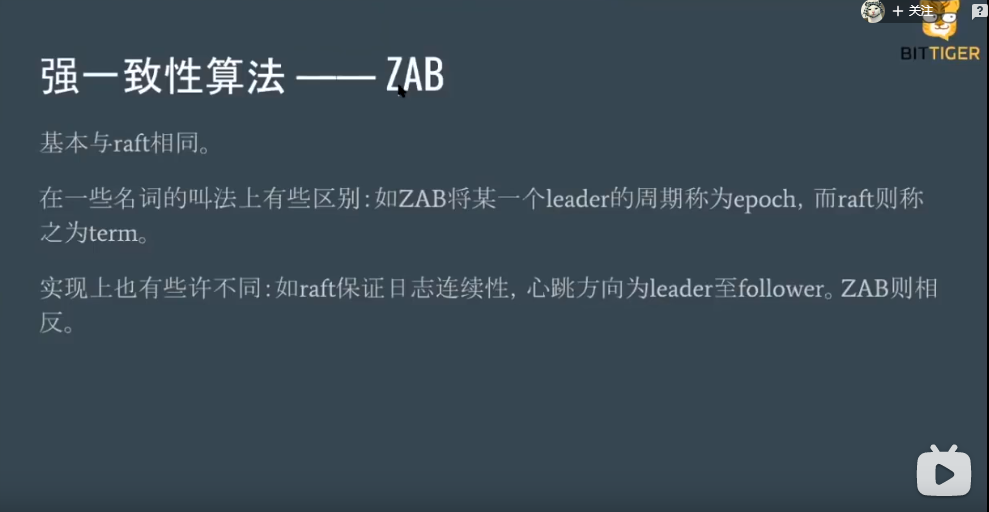 + 关注
?
BITTIGER
强一致性算法 —— ZAB
基本与raft相同。
在一些名词的叫法上有些区别:如ZAB将某一个leader的周期称为epoch, 而raft则称
之为term。
实现上也有些许不同:如raft保证日志连续性, 心跳方向为leader至follower。ZAB则相
反。